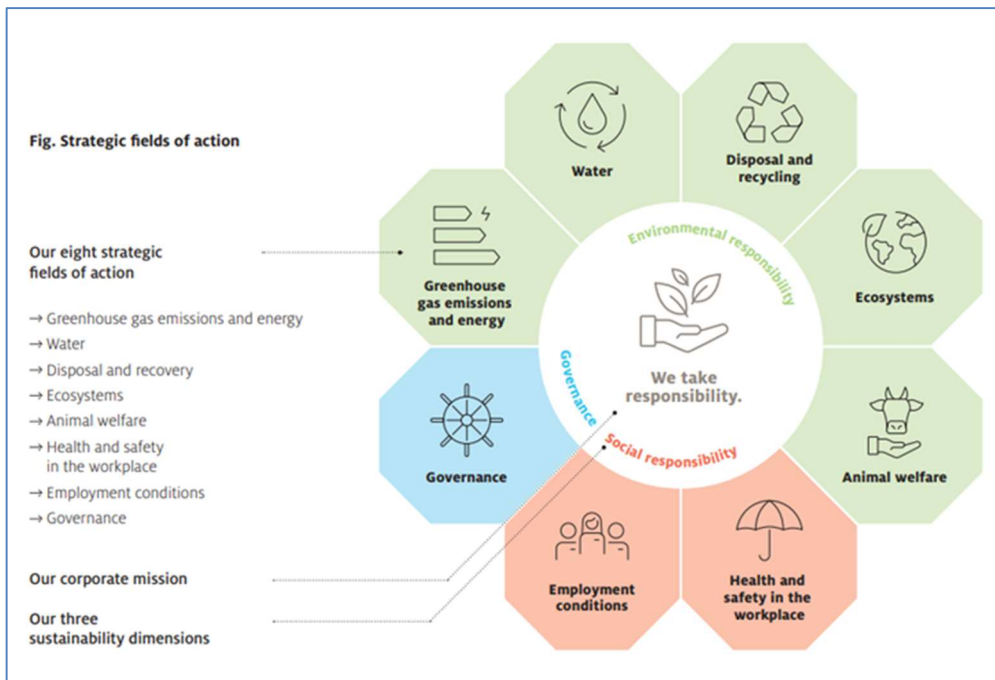 Fig. Strategic fields of action
Our eight strategic
fields of action
→ Greenhouse gas emissions and energy
→ Water
→ Disposal and recovery
→ Ecosystems
→ Animal welfare
→ Health and safety
in the workplace
→ Employment conditions
→ Governance
Our corporate mission
Our three
sustainability dimensions
Water
Disposal and
recycling
Greenhouse
gas emissions
and energy
Ecosystems
Governance
Animal welfare
Employment
conditions
Health and
safety in the
workplace
Environmental responsibility
Governance
Social responsibility
We take
responsibility.